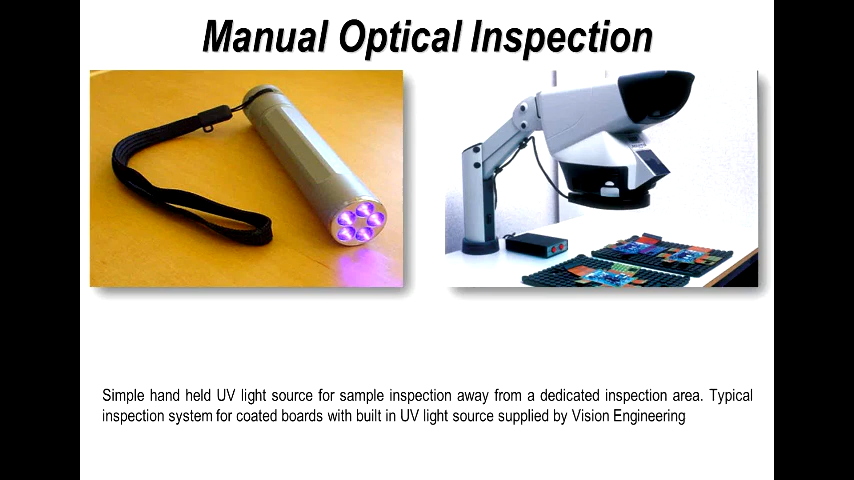 Manual Optical Inspection
Simple hand held UV light source for sample inspection away from a dedicated inspection area. Typical
inspection system for coated boards with built in UV light source supplied by Vision Engineering